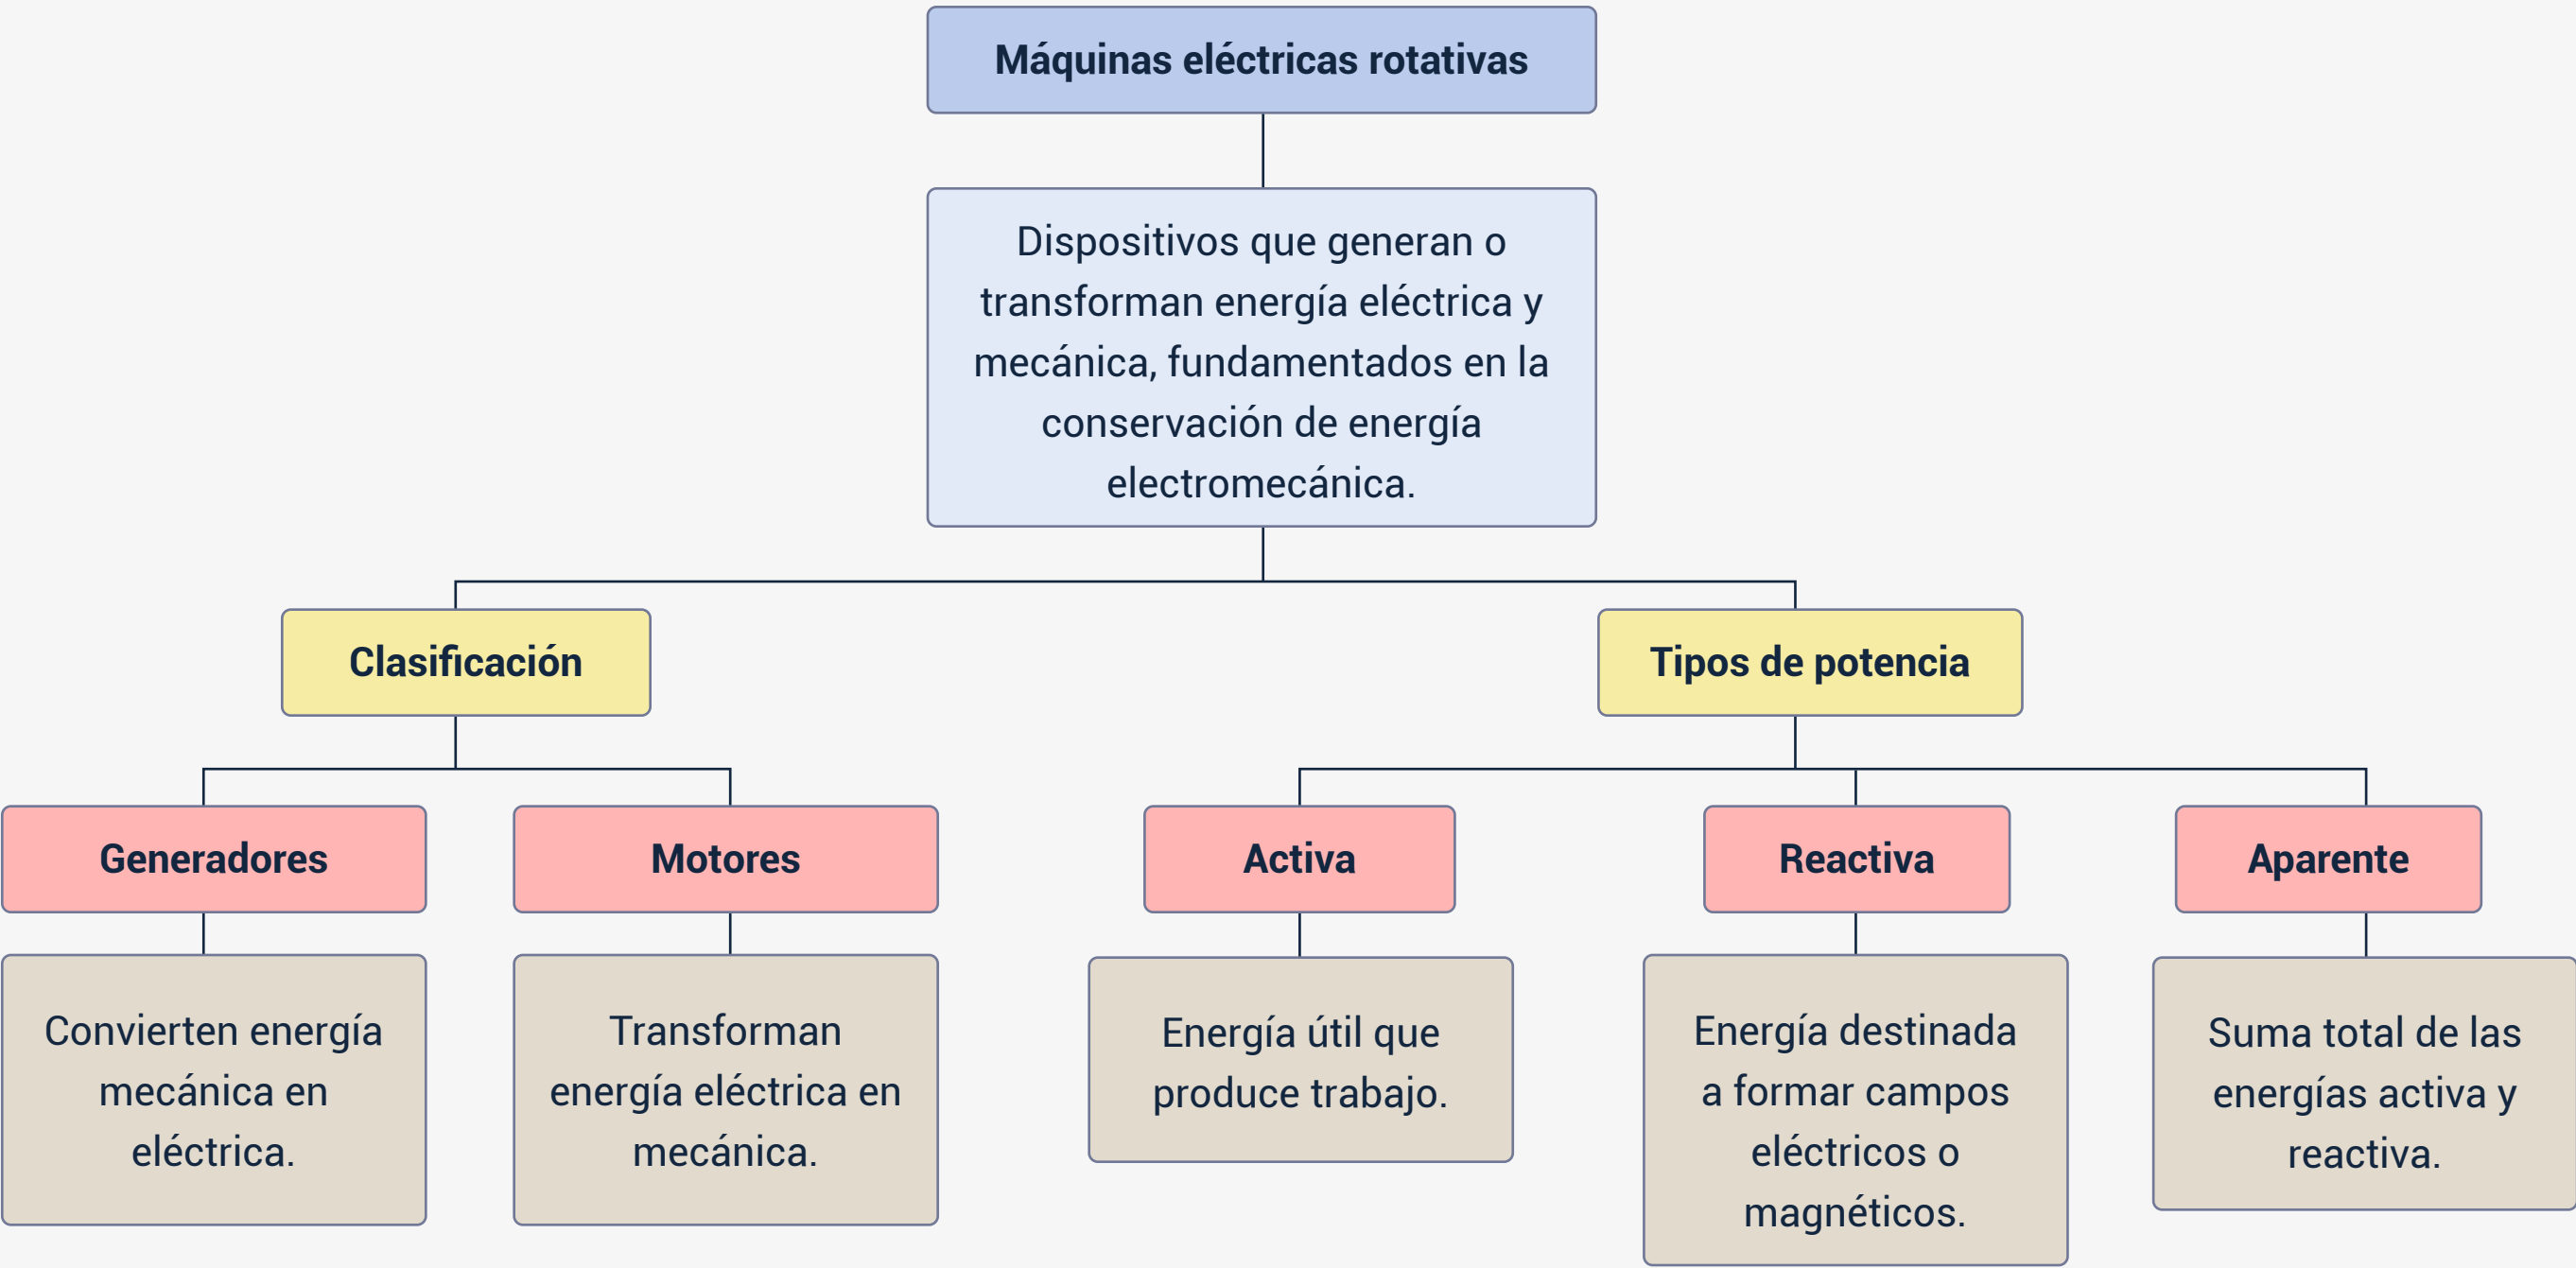 Máquinas eléctricas rotativas
Dispositivos que generan o
transforman energía eléctrica y
mecánica, fundamentados en la
conservación de energía
electromecánica.
Clasificación
Tipos de potencia
Generadores
Motores
Activa
Reactiva
Aparente
Convierten energía
mecánica en
eléctrica.
Transforman
energía eléctrica en
mecánica.
Energía útil que
produce trabajo.
Energía destinada
a formar campos
eléctricos o
magnéticos.
Suma total de las
energías activa y
reactiva.